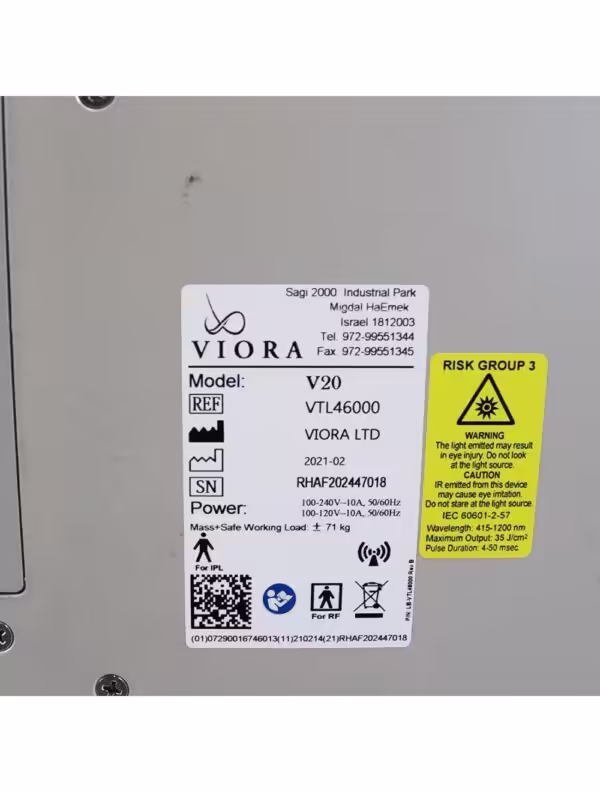 Sagi 2000 Industrial Park
Migdal HaEmek
Israel 1812003
Tel. 972-99551344
Fax. 972-99551345
VIORA
Model: V20
REF VTL46000
VIORA LTD
2021-02
SN RHAF202447018
Power: 100-240V~10A, 50/60Hz
100-120V~10A, 50/60Hz
Mass+Safe Working Load: ± 71 kg
For IPL
For RF
P/N: LB-VTL46000 Rev B
(01)07290016746013(11)210214(21)RHAF202447018
RISK GROUP 3
WARNING
The light emitted may result
in eye injury. Do not look
at the light source.
CAUTION
IR emitted from this device
may cause eye irritation.
Do not stare at the light source.
IEC 60601-2-57
Wavelength: 415-1200 nm
Maximum Output: 35 J/cm²
Pulse Duration: 4-50 msec